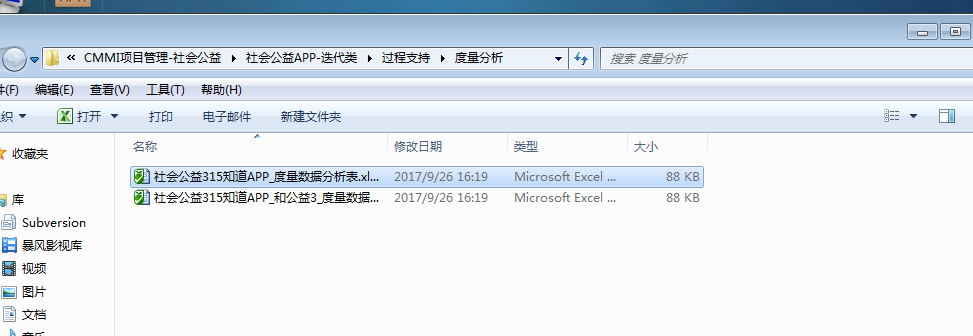 « CMMI项目管理-社会公益 ▸ 社会公益APP-迭代类 ▸ 过程支持 ▸ 度量分析
搜索 度量分析
件(F) 编辑(E) 查看(V) 工具(T) 帮助(H)
织 打开 打印 电子邮件 新建文件夹
收藏夹
库
Subversion
暴风影视库
视频
图片
文档
音乐
名称 修改日期 类型 大小
社会公益315知道APP_度量数据分析表.xl... 2017/9/26 16:19 Microsoft Excel ... 88 KB
社会公益315知道APP_和公益3_度量数据... 2017/9/26 16:19 Microsoft Excel ... 88 KB